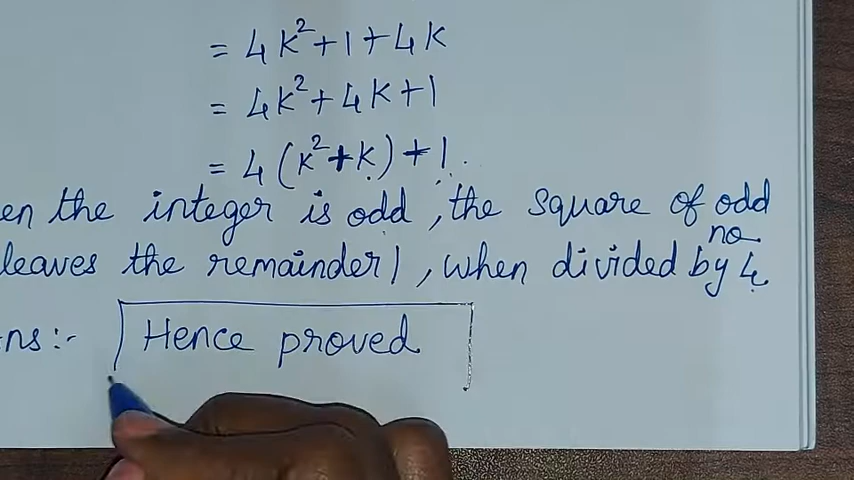 = 4k²+1+4k
= 4k²+4k+1
= 4(k²+k)+1.
en the integer is odd, the square of odd no
leaves the remainder 1, when divided by 4
ns:- Hence proved